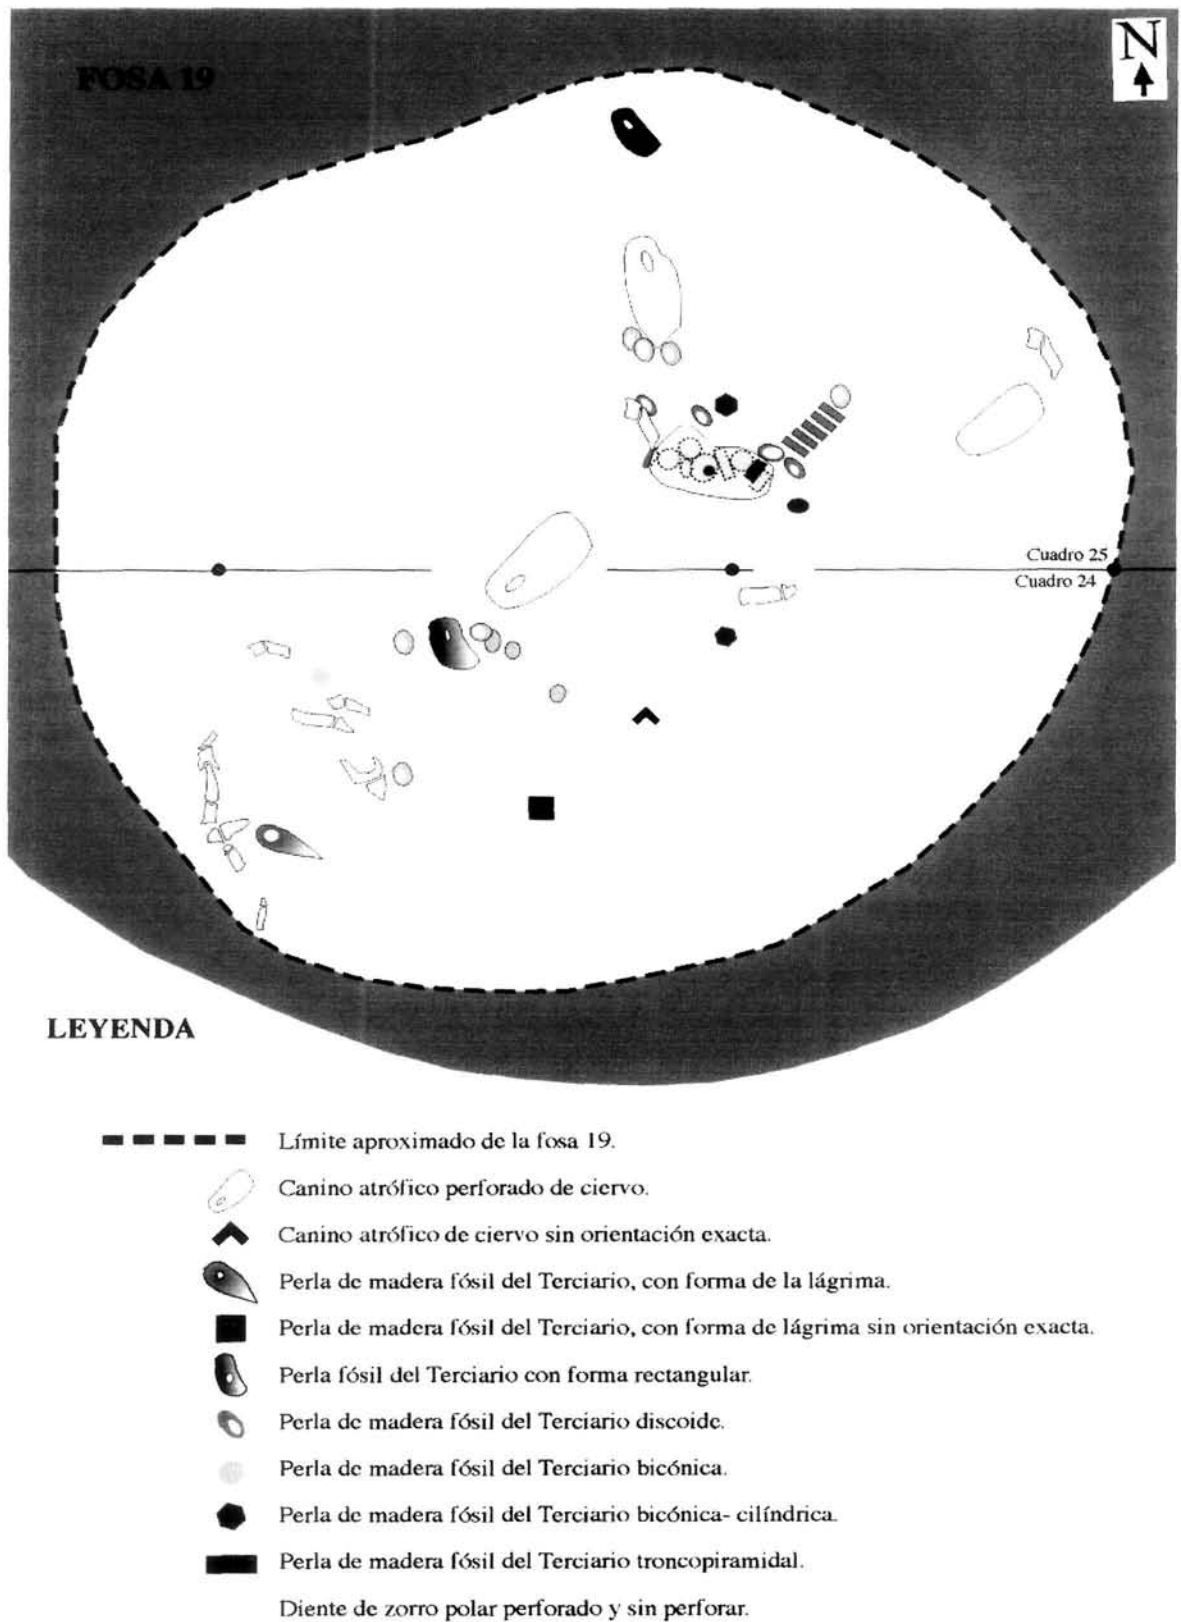 FOSA 19
N
Cuadro 25
Cuadro 24
LEYENDA
Límite aproximado de la fosa 19.
Canino atrófico perforado de ciervo.
Canino atrófico de ciervo sin orientación exacta.
Perla de madera fósil del Terciario, con forma de la lágrima.
Perla de madera fósil del Terciario, con forma de lágrima sin orientación exacta.
Perla fósil del Terciario con forma rectangular.
Perla de madera fósil del Terciario discoide.
Perla de madera fósil del Terciario bicónica.
Perla de madera fósil del Terciario bicónica- cilíndrica.
Perla de madera fósil del Terciario troncopiramidal.
Diente de zorro polar perforado y sin perforar.